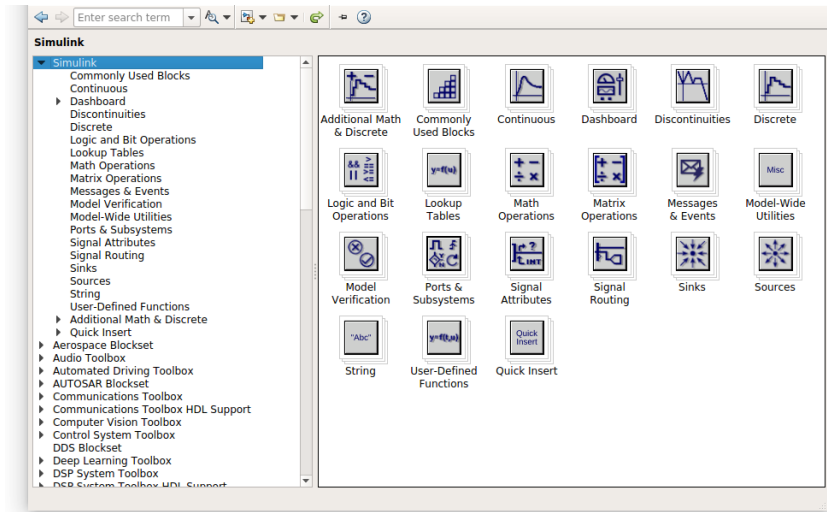 Enter search term
Simulink
Simulink
Commonly Used Blocks
Continuous
Dashboard
Discontinuities
Discrete
Logic and Bit Operations
Lookup Tables
Math Operations
Matrix Operations
Messages & Events
Model Verification
Model-Wide Utilities
Ports & Subsystems
Signal Attributes
Signal Routing
Sinks
Sources
String
User-Defined Functions
Additional Math & Discrete
Quick Insert
Aerospace Blockset
Audio Toolbox
Automated Driving Toolbox
AUTOSAR Blockset
Communications Toolbox
Communications Toolbox HDL Support
Computer Vision Toolbox
Control System Toolbox
DDS Blockset
Deep Learning Toolbox
DSP System Toolbox
DSP System Toolbox HDL Support
Additional Math
& Discrete
Commonly
Used Blocks
Continuous
Dashboard
Discontinuities
Discrete
&& >
|| >=
<=
Logic and Bit
Operations
y=f(u)
Lookup
Tables
+ −
÷ ×
Math
Operations
[+ −
÷ ×]
Matrix
Operations
Messages
& Events
Misc
Model-Wide
Utilities
Model
Verification
Ports &
Subsystems
?
INT
Signal
Attributes
Signal
Routing
Sinks
Sources
"Abc"
String
y=f(t,u)
User-Defined
Functions
Quick
Insert
Quick Insert